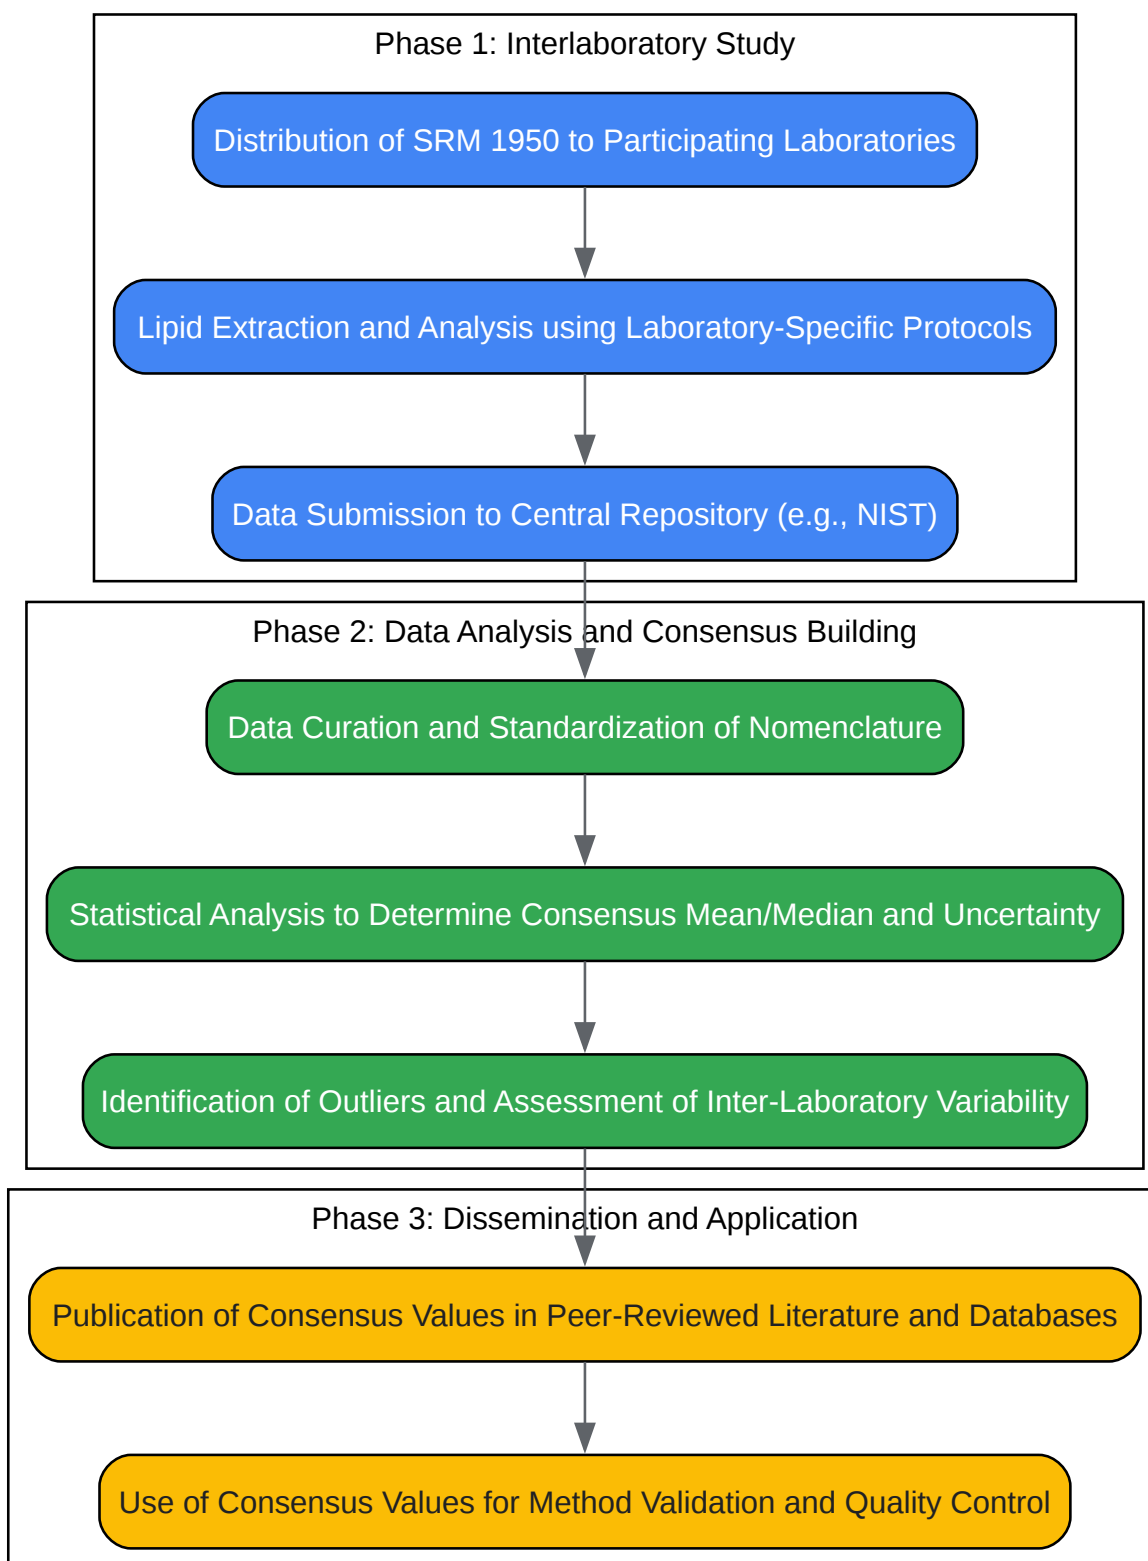 Phase 1: Interlaboratory Study
Distribution of SRM 1950 to Participating Laboratories
Lipid Extraction and Analysis using Laboratory-Specific Protocols
Data Submission to Central Repository (e.g., NIST)
Phase 2: Data Analysis and Consensus Building
Data Curation and Standardization of Nomenclature
Statistical Analysis to Determine Consensus Mean/Median and Uncertainty
Identification of Outliers and Assessment of Inter-Laboratory Variability
Phase 3: Dissemination and Application
Publication of Consensus Values in Peer-Reviewed Literature and Databases
Use of Consensus Values for Method Validation and Quality Control